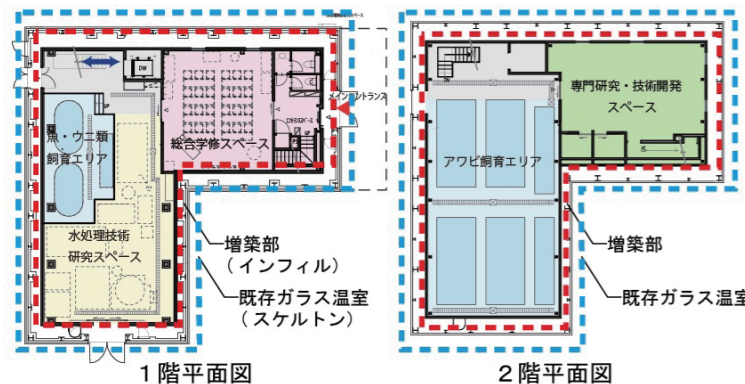 DW
メインエントランス
総合学修スペース
魚・ウニ類
飼育エリア
水処理技術
研究スペース
増築部
(インフィル)
既存ガラス温室
(スケルトン)
1階平面図
専門研究・技術開発
スペース
アワビ飼育エリア
増築部
既存ガラス温室
2階平面図